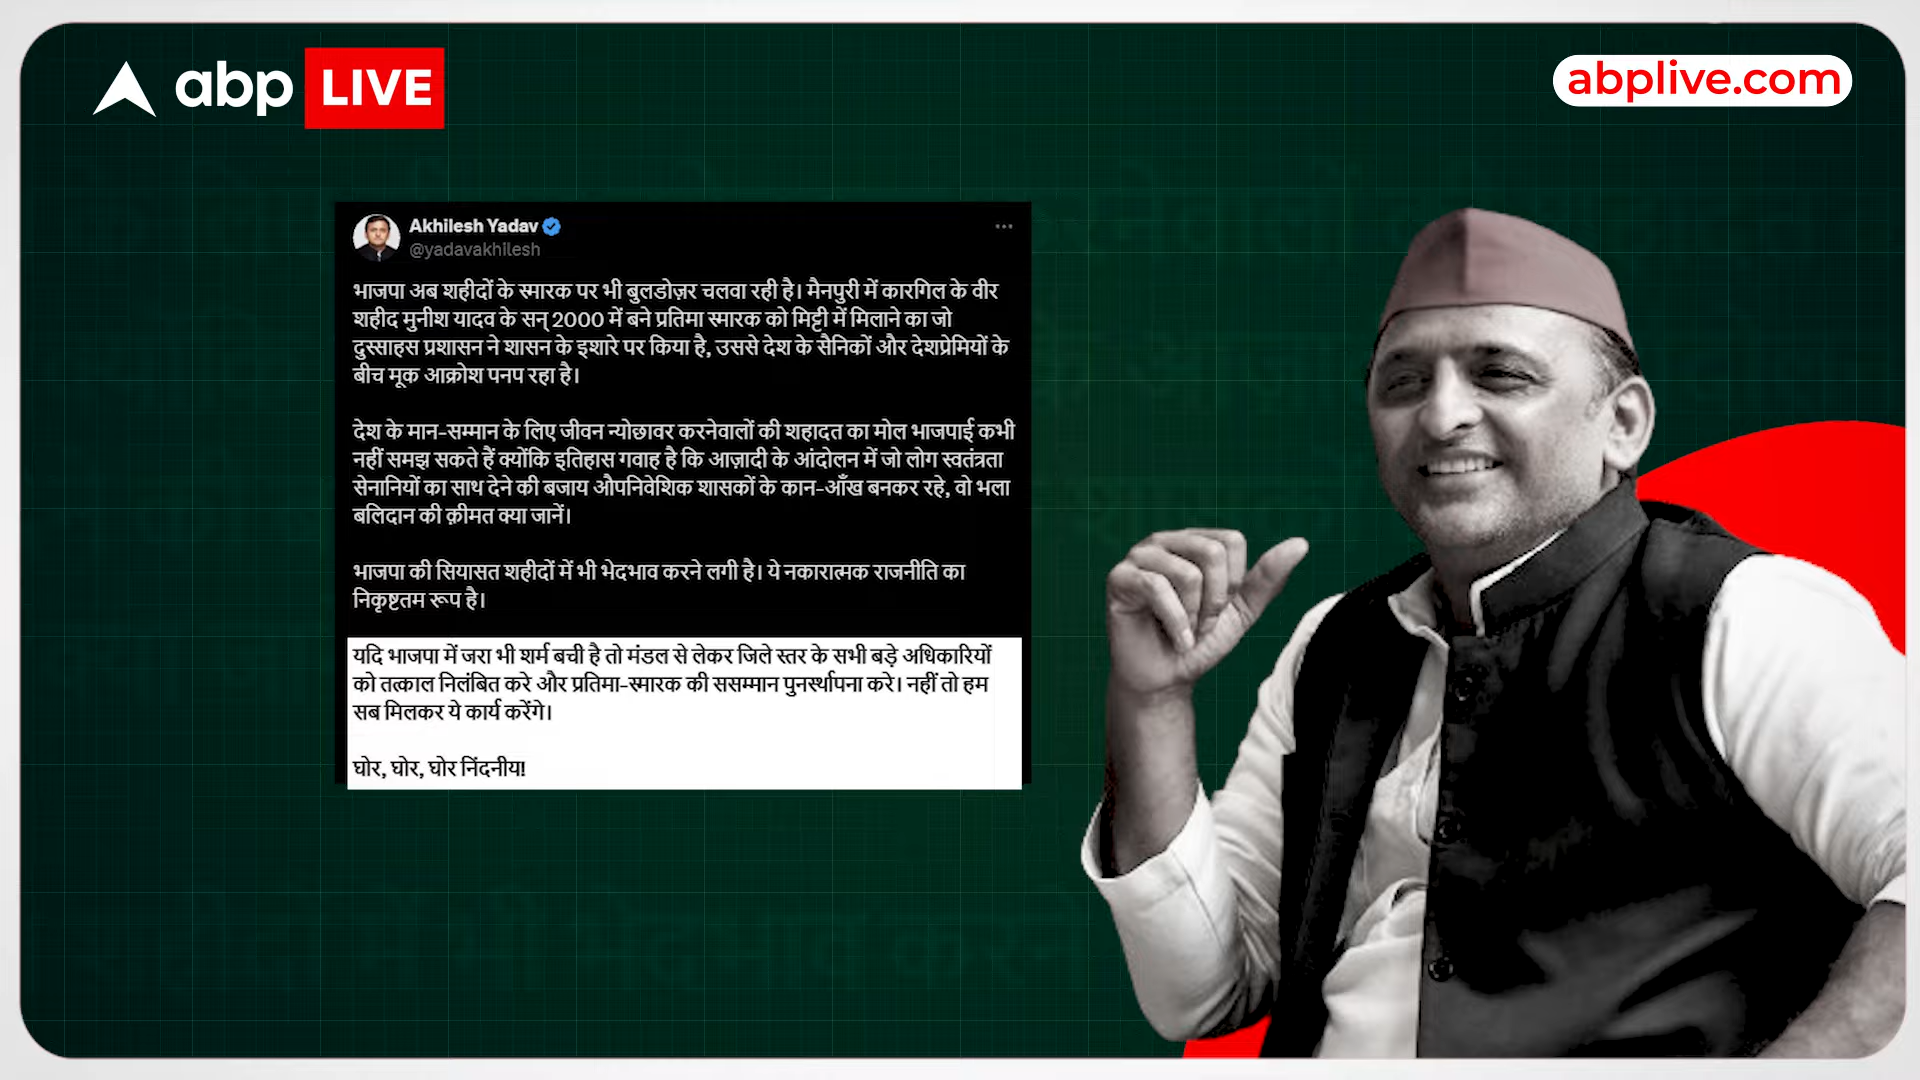 abp LIVE
abplive.com
Akhilesh Yadav
@yadavakhilesh
भाजपा अब शहीदों के स्मारक पर भी बुलडोज़र चलवा रही है। मैनपुरी में कारगिल के वीर
शहीद मुनीश यादव के सन् 2000 में बने प्रतिमा स्मारक को मिट्टी में मिलाने का जो
दुस्साहस प्रशासन ने शासन के इशारे पर किया है, उससे देश के सैनिकों और देशप्रेमियों के
बीच मूक आक्रोश पनप रहा है।
देश के मान-सम्मान के लिए जीवन न्योछावर करनेवालों की शहादत का मोल भाजपाई कभी
नहीं समझ सकते हैं क्योंकि इतिहास गवाह है कि आज़ादी के आंदोलन में जो लोग स्वतंत्रता
सेनानियों का साथ देने की बजाय औपनिवेशिक शासकों के कान-आँख बनकर रहे, वो भला
बलिदान की क़ीमत क्या जानें।
भाजपा की सियासत शहीदों में भी भेदभाव करने लगी है। ये नकारात्मक राजनीति का
निकृष्टतम रूप है।
यदि भाजपा में जरा भी शर्म बची है तो मंडल से लेकर जिले स्तर के सभी बड़े अधिकारियों
को तत्काल निलंबित करे और प्रतिमा-स्मारक की ससम्मान पुनर्स्थापना करे। नहीं तो हम
सब मिलकर ये कार्य करेंगे।
घोर, घोर, घोर निंदनीय!